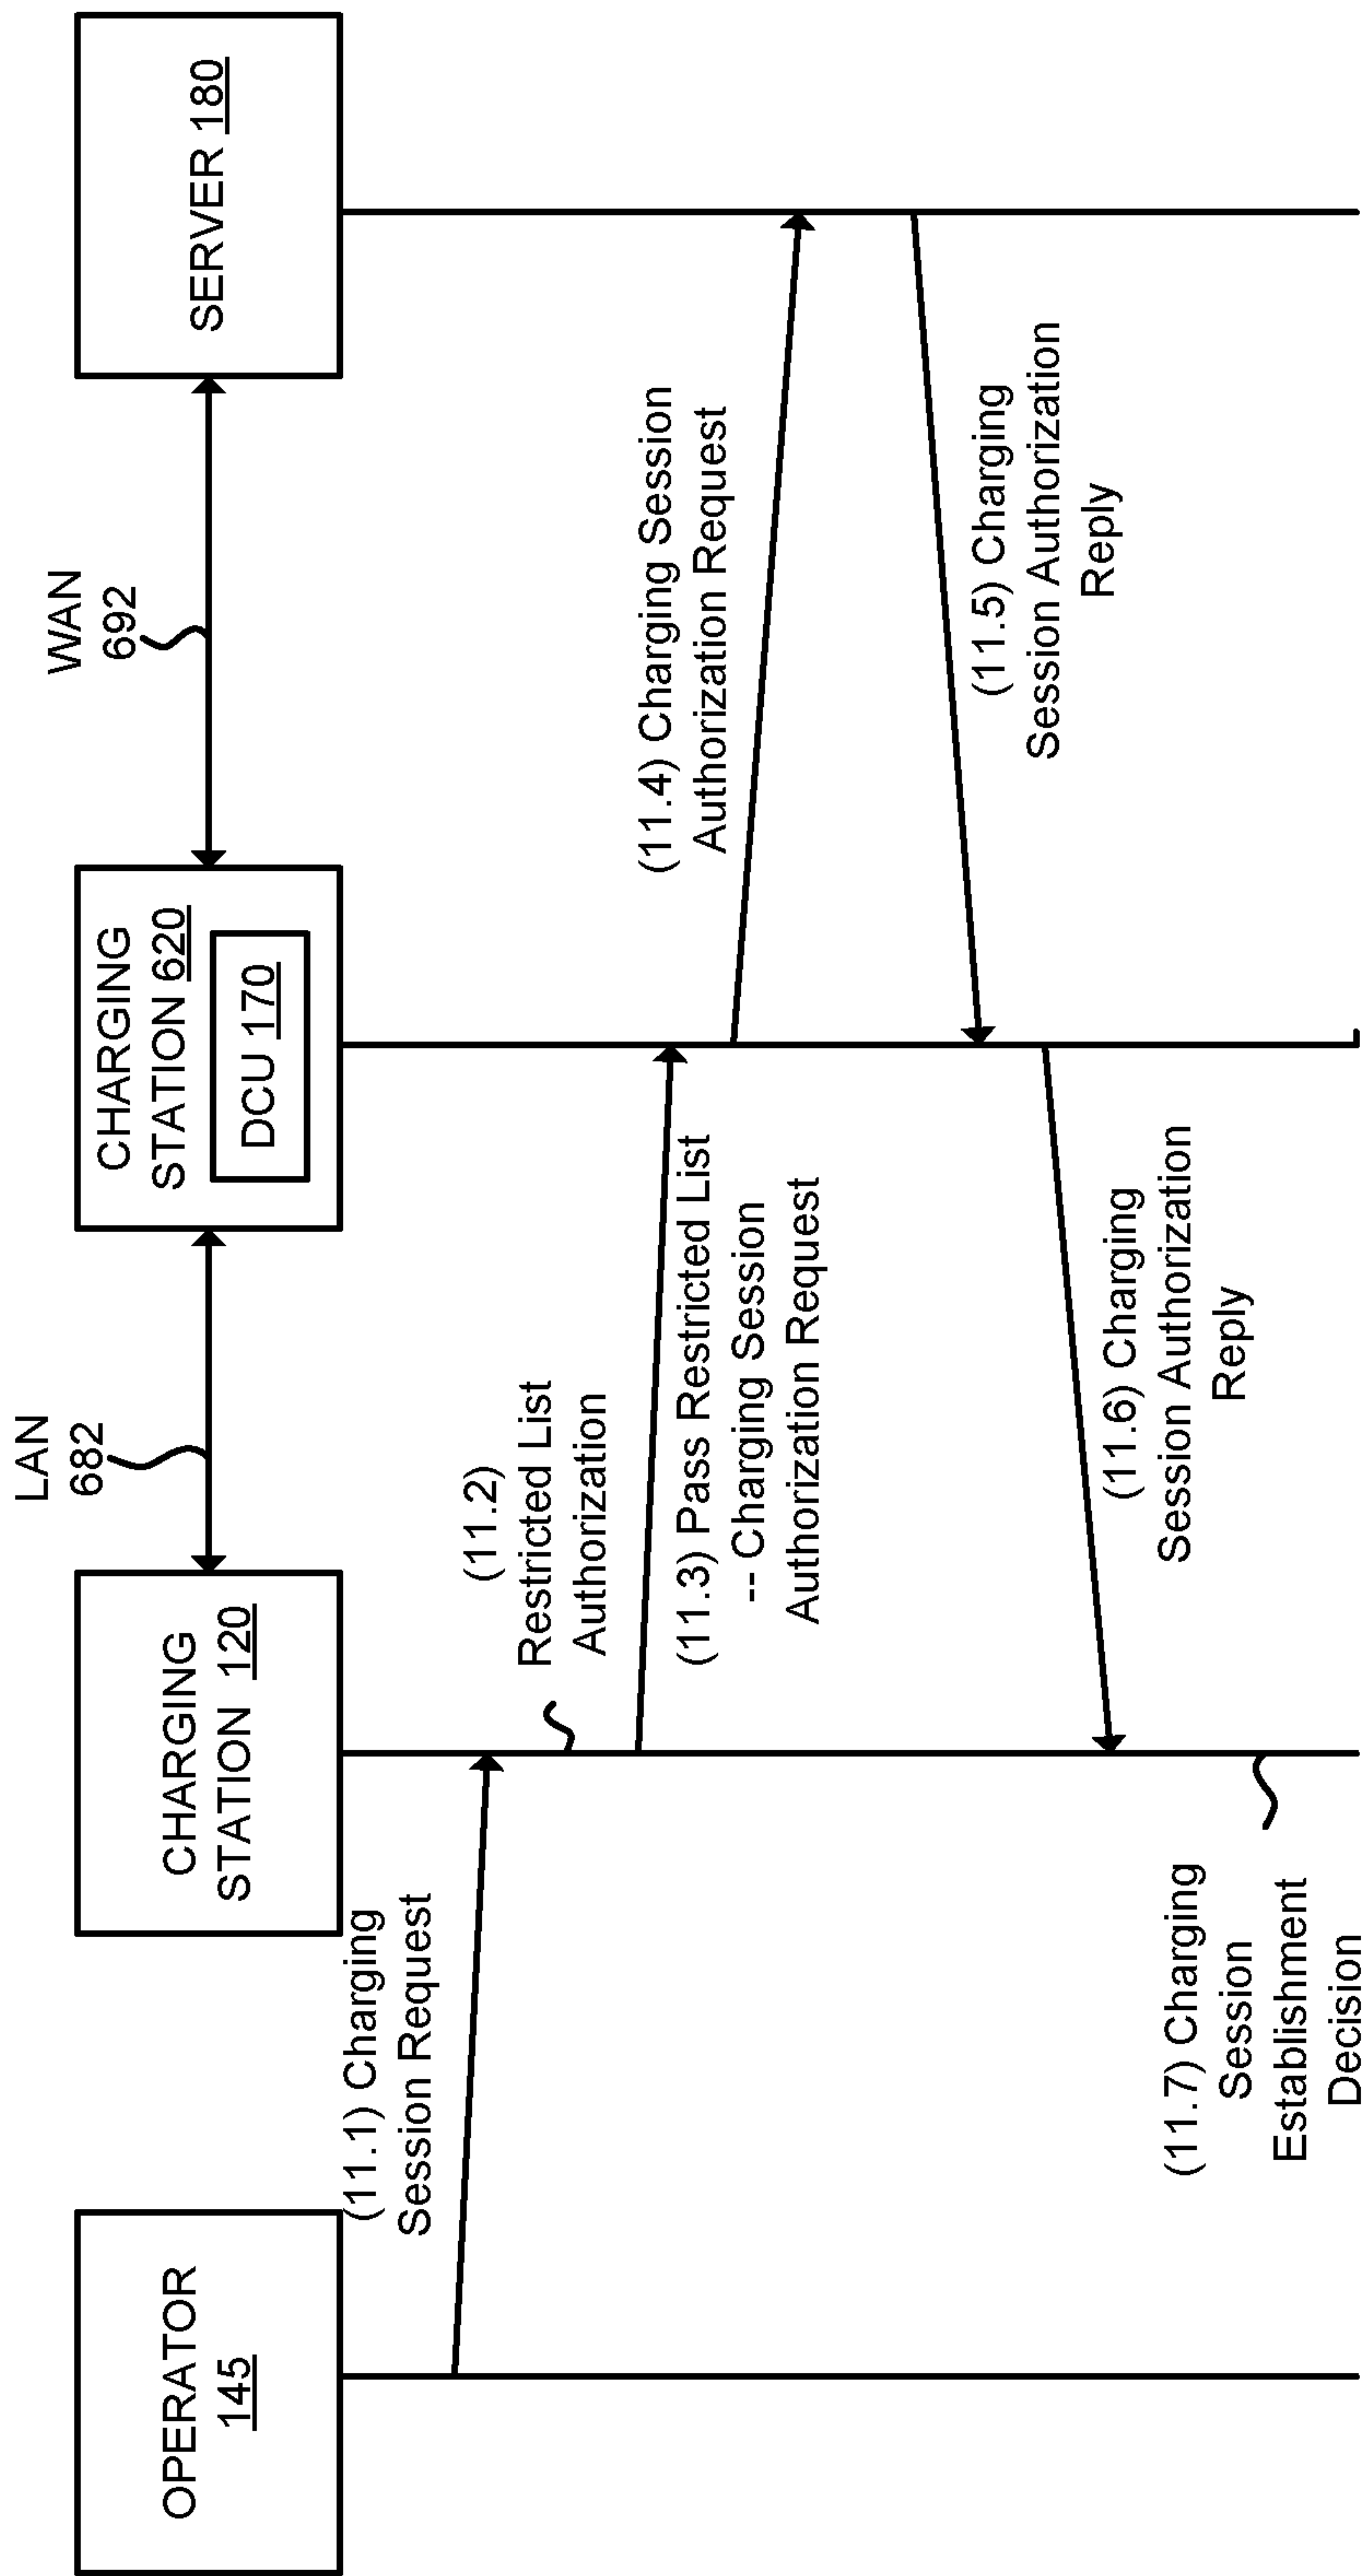 OPERATOR
145
CHARGING
STATION 120
LAN
682
CHARGING
STATION 620
DCU 170
WAN
692
SERVER 180
(11.1) Charging
Session Request
(11.2)
Restricted List
Authorization
(11.3) Pass Restricted List
-- Charging Session
Authorization Request
(11.4) Charging Session
Authorization Request
(11.5) Charging
Session Authorization
Reply
(11.6) Charging
Session Authorization
Reply
(11.7) Charging
Session
Establishment
Decision